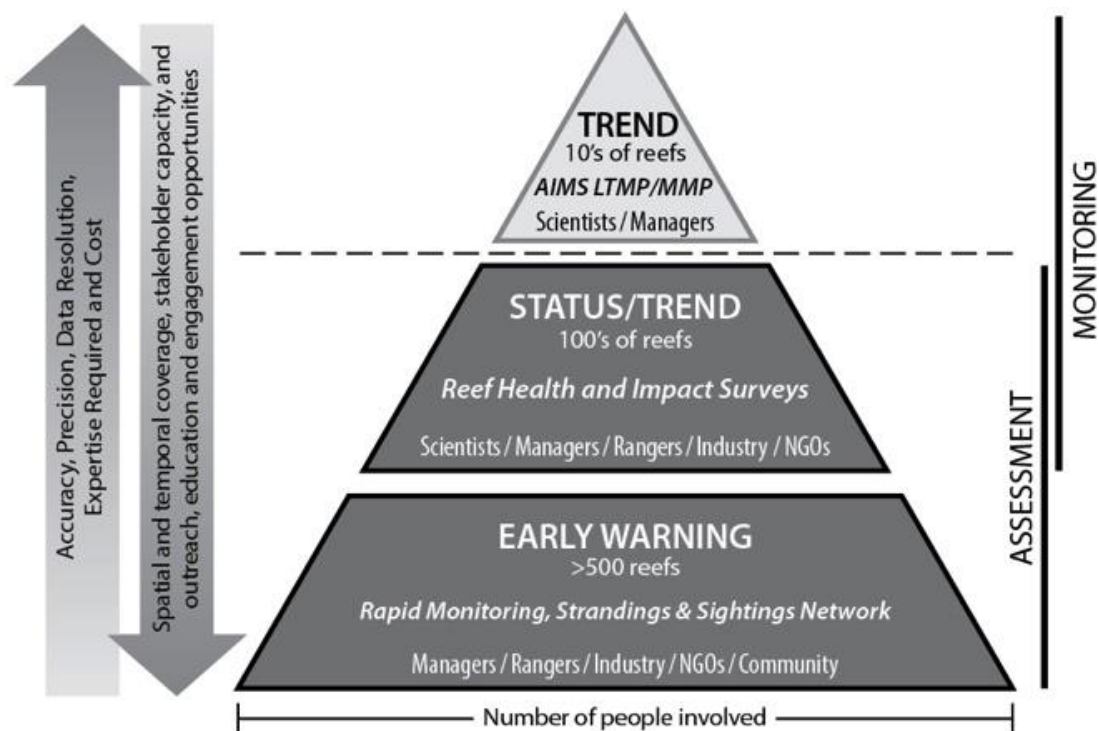 Accuracy, Precision, Data Resolution,
Expertise Required and Cost
Spatial and temporal coverage, stakeholder capacity, and
outreach, education and engagement opportunities
TREND
10's of reefs
AIMS LTMP/MMP
Scientists / Managers
STATUS/TREND
100's of reefs
Reef Health and Impact Surveys
Scientists / Managers / Rangers / Industry / NGOs
EARLY WARNING
>500 reefs
Rapid Monitoring, Strandings & Sightings Network
Managers / Rangers / Industry / NGOs / Community
Number of people involved
ASSESSMENT
MONITORING